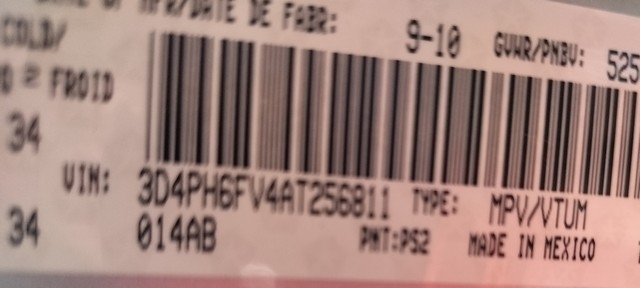 MFR/DATE DE FABR: 9-10 GVWR/PNBV: 525
COLD/
FROID
34
VIN: 3D4PH6FV4AT256811 TYPE: MPV/VTUM
34 014AB PNT:PS2 MADE IN MEXICO